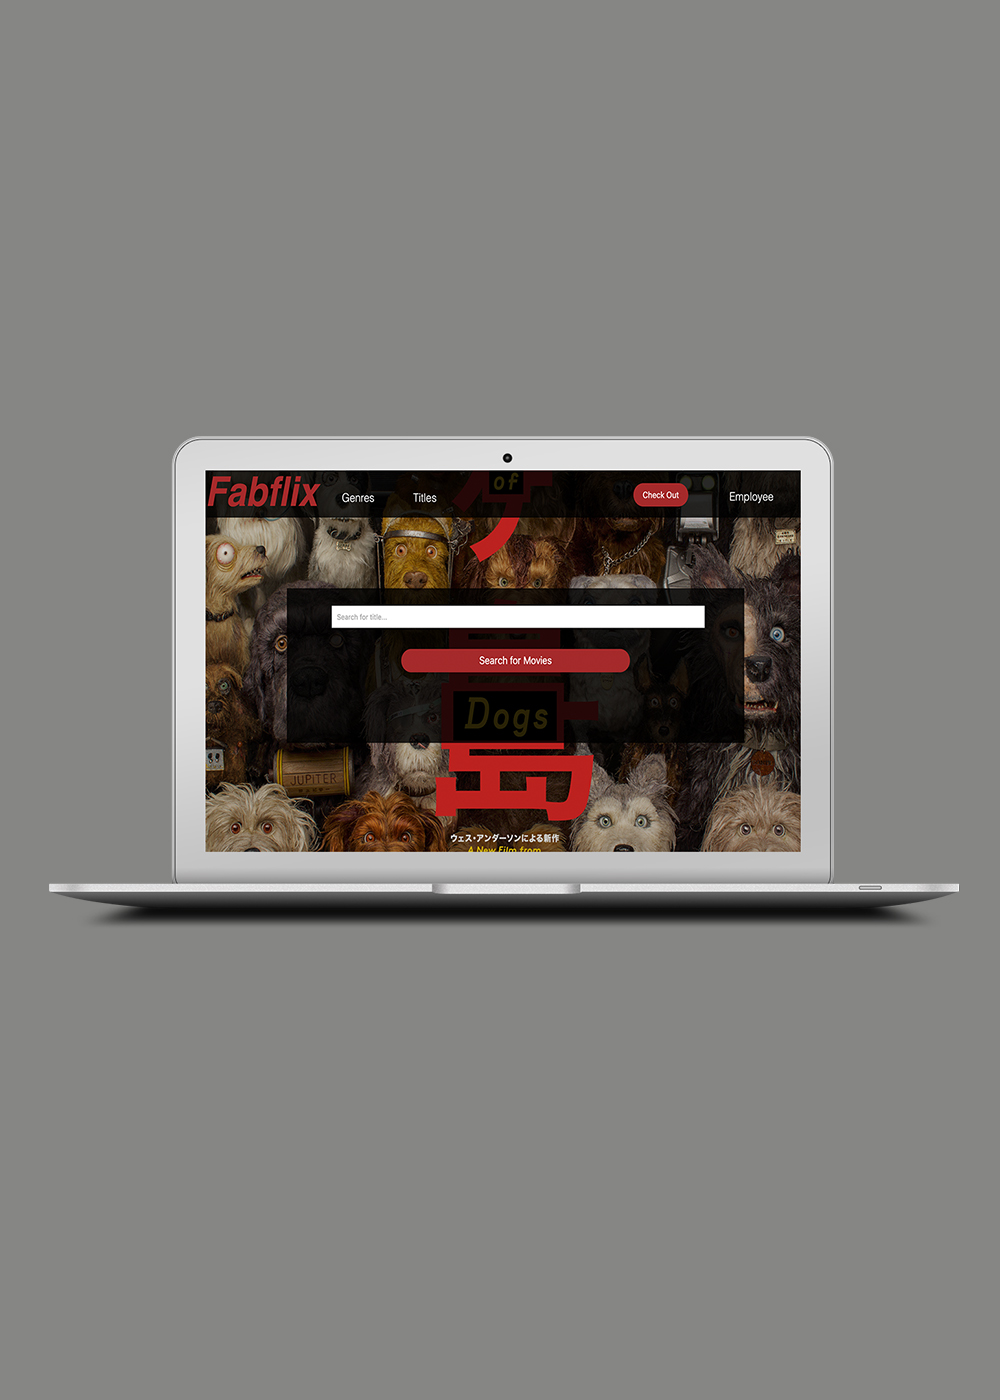 Fabflix
Genres
Titles
of
Check Out
Employee
Search for title...
Search for Movies
Dogs
JUPITER
島
ウェス・アンダーソンによる新作
A New Film from